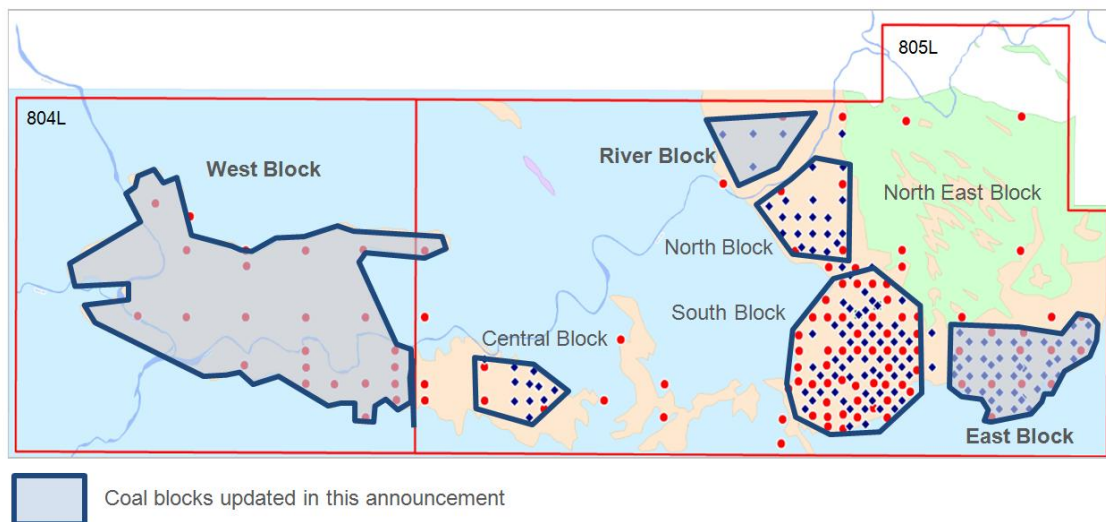 805L
804L
West Block
River Block
North East Block
North Block
South Block
Central Block
East Block
Coal blocks updated in this announcement